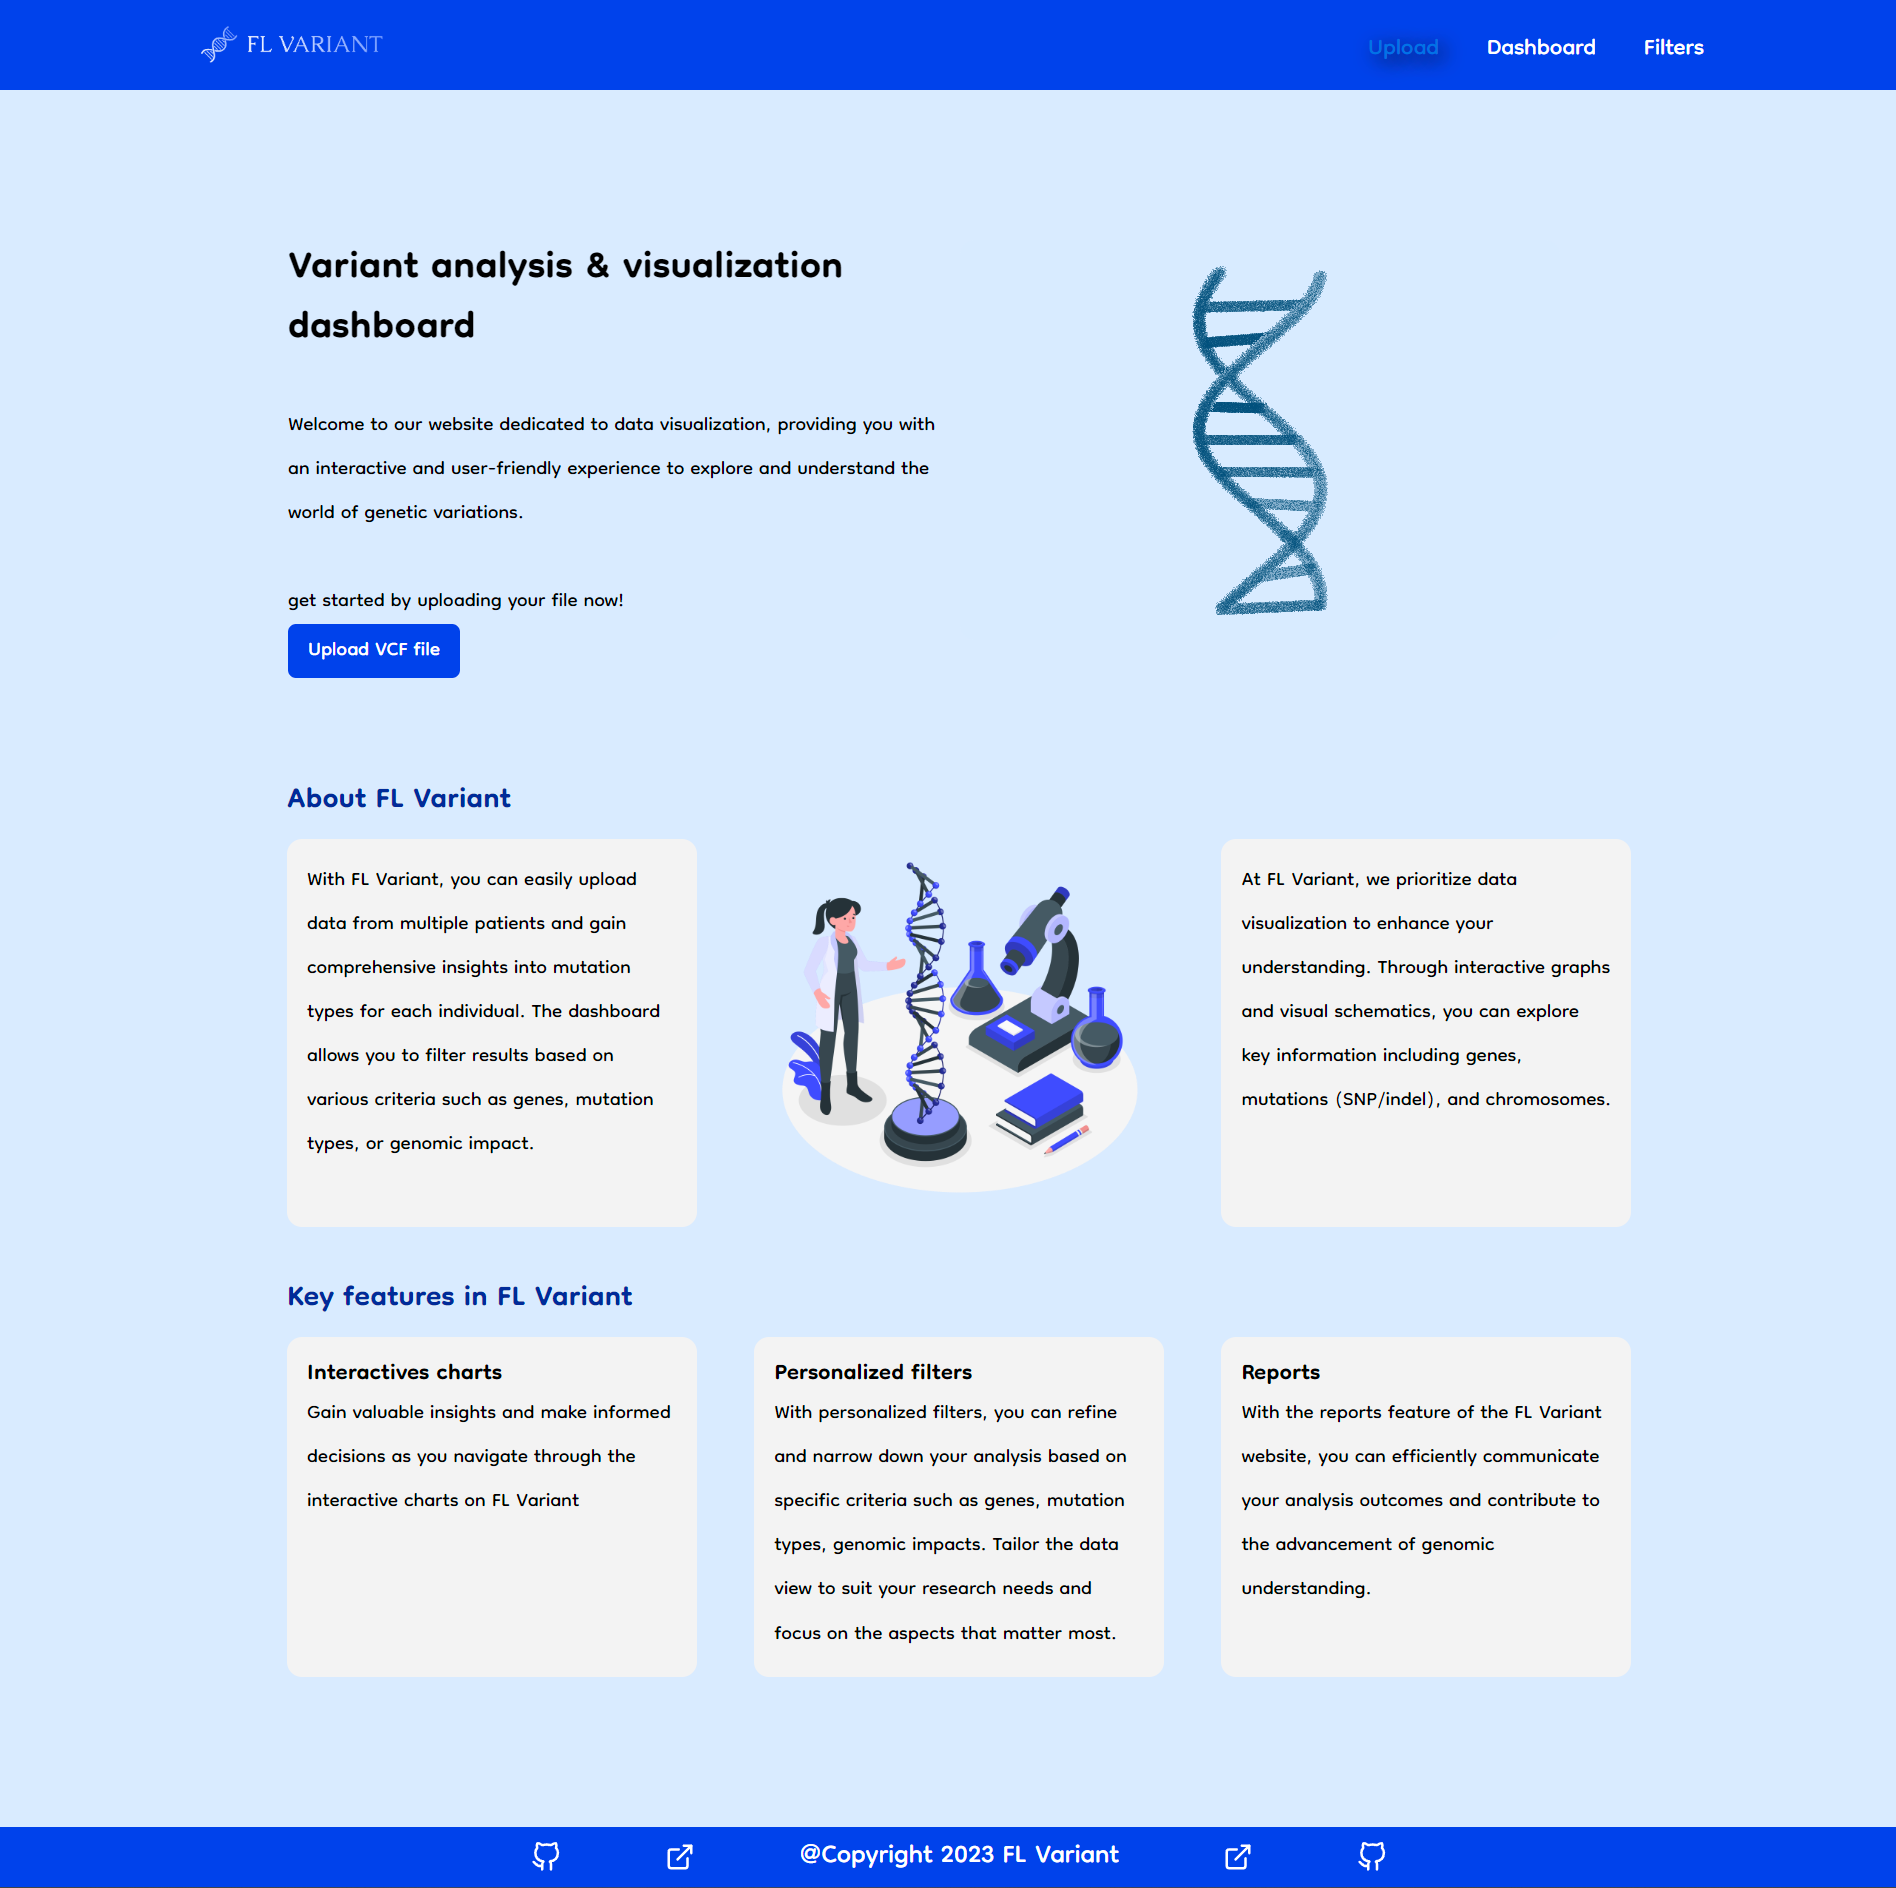 FL VARIANT
Upload Dashboard Filters
Variant analysis & visualization
dashboard
Welcome to our website dedicated to data visualization, providing you with
an interactive and user-friendly experience to explore and understand the
world of genetic variations.
get started by uploading your file now!
Upload VCF file
About FL Variant
With FL Variant, you can easily upload
data from multiple patients and gain
comprehensive insights into mutation
types for each individual. The dashboard
allows you to filter results based on
various criteria such as genes, mutation
types, or genomic impact.
At FL Variant, we prioritize data
visualization to enhance your
understanding. Through interactive graphs
and visual schematics, you can explore
key information including genes,
mutations (SNP/indel), and chromosomes.
Key features in FL Variant
Interactives charts
Gain valuable insights and make informed
decisions as you navigate through the
interactive charts on FL Variant
Personalized filters
With personalized filters, you can refine
and narrow down your analysis based on
specific criteria such as genes, mutation
types, genomic impacts. Tailor the data
view to suit your research needs and
focus on the aspects that matter most.
Reports
With the reports feature of the FL Variant
website, you can efficiently communicate
your analysis outcomes and contribute to
the advancement of genomic
understanding.
@Copyright 2023 FL Variant